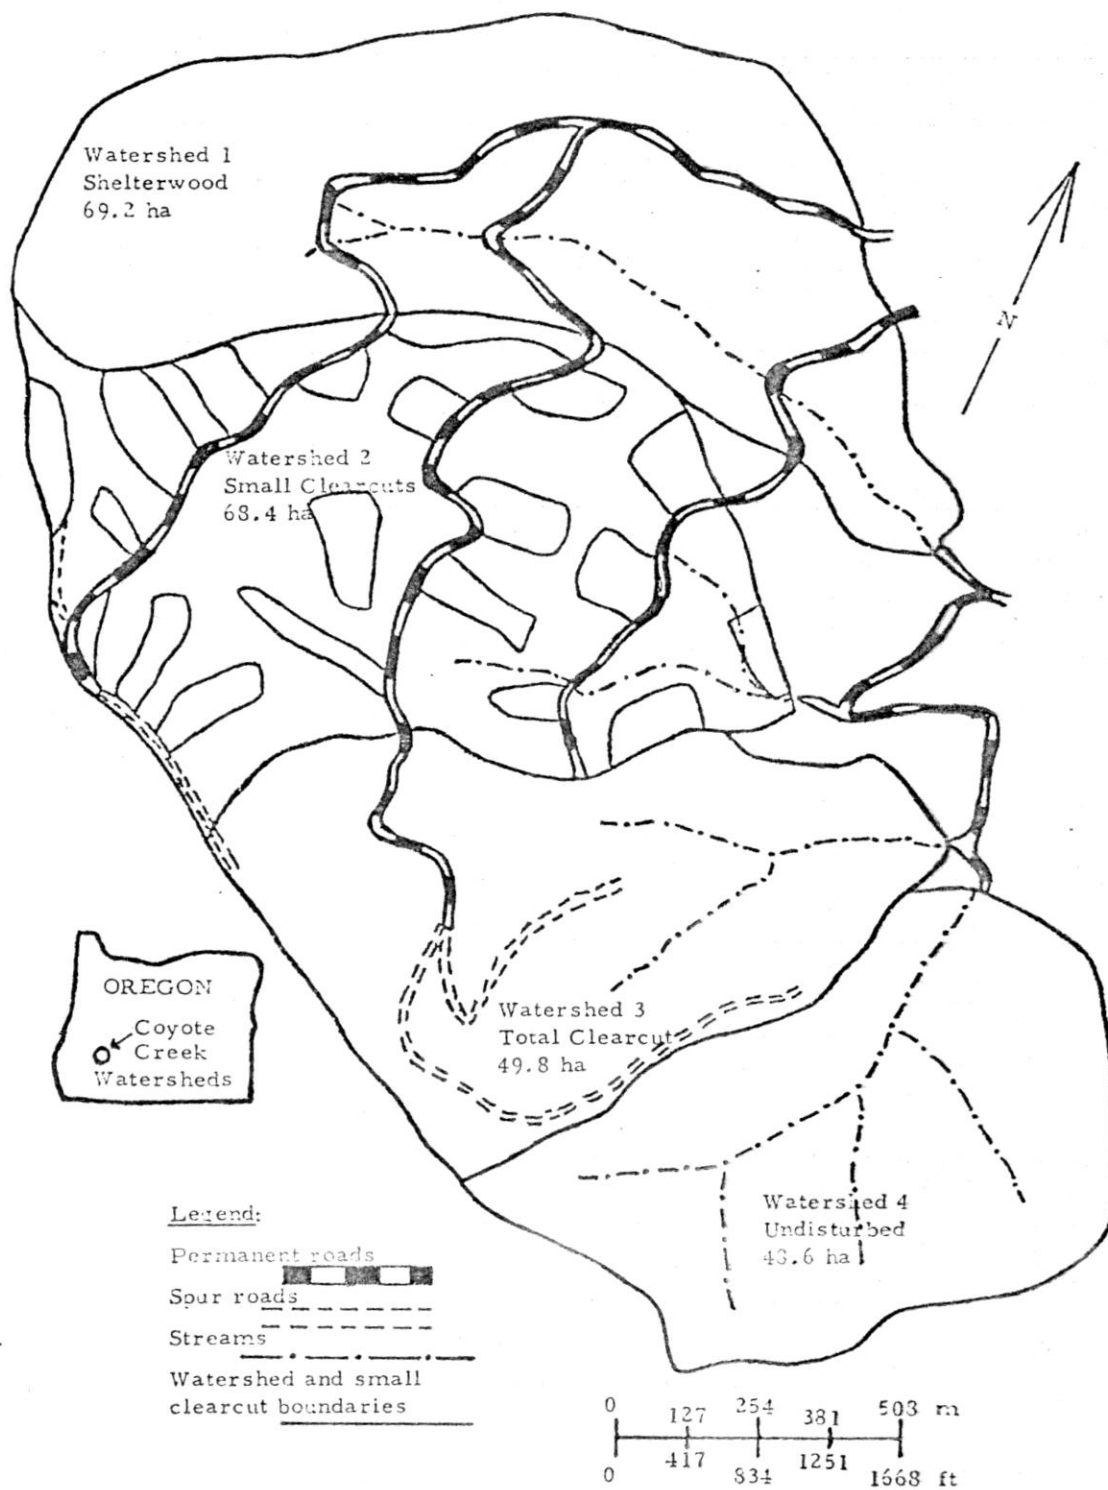 Watershed 1
Shelterwood
69.2 ha
N
Watershed 2
Small Clearcuts
68.4 ha
OREGON
Coyote
Creek
Watersheds
Watershed 3
Total Clearcut
49.8 ha
Watershed 4
Undisturbed
48.6 ha
Legend:
Permanent roads
Spur roads
Streams
Watershed and small
clearcut boundaries
0 127 254 381 503 m
0 417 834 1251 1668 ft